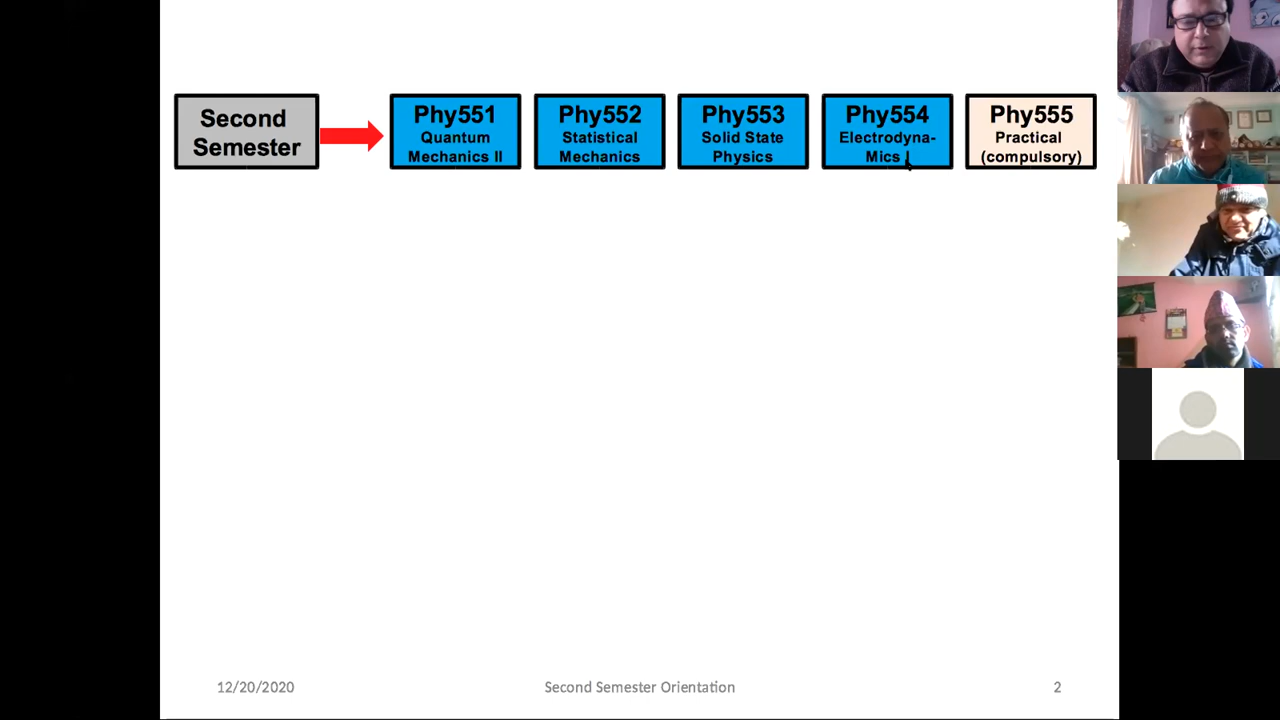 Second
Semester
Phy551
Quantum
Mechanics II
Phy552
Statistical
Mechanics
Phy553
Solid State
Physics
Phy554
Electrodyna-
Mics I
Phy555
Practical
(compulsory)
12/20/2020
Second Semester Orientation
2